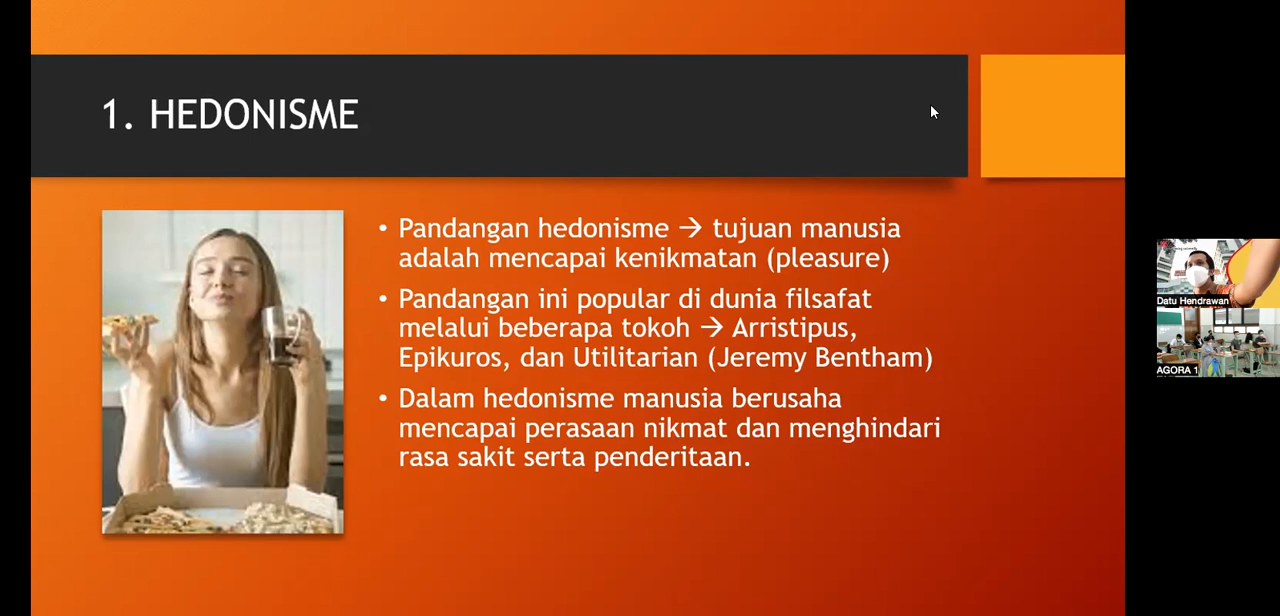 1. HEDONISME
• Pandangan hedonisme → tujuan manusia
adalah mencapai kenikmatan (pleasure)
• Pandangan ini popular di dunia filsafat
melalui beberapa tokoh → Arristipus,
Epikuros, dan Utilitarian (Jeremy Bentham)
• Dalam hedonisme manusia berusaha
mencapai perasaan nikmat dan menghindari
rasa sakit serta penderitaan.
Datu Hendrawan
AGORA 1